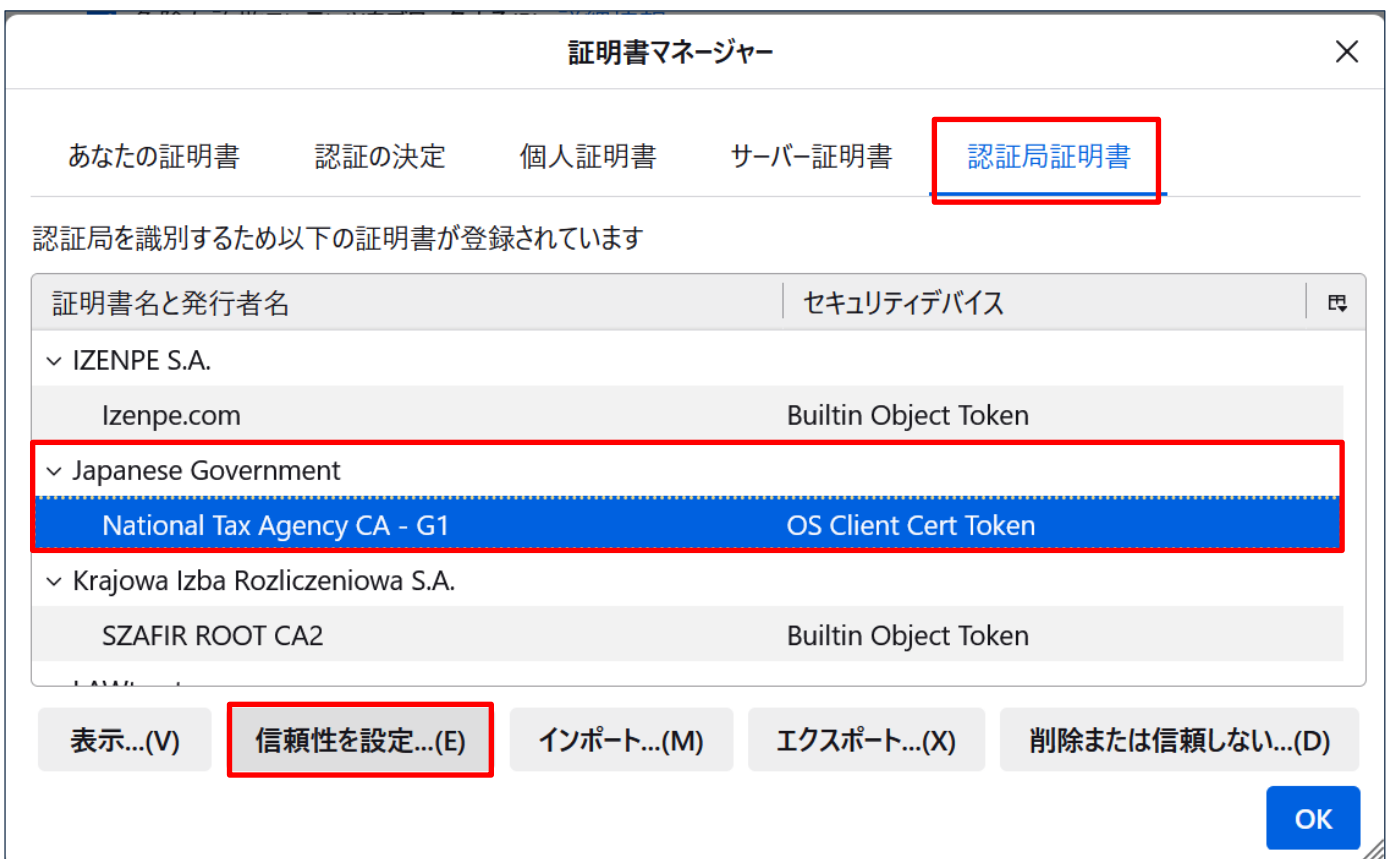 証明書マネージャー
あなたの証明書 認証の決定 個人証明書 サーバー証明書 認証局証明書
認証局を識別するため以下の証明書が登録されています
証明書名と発行者名 セキュリティデバイス
IZENPE S.A.
Izenpe.com Builtin Object Token
Japanese Government
National Tax Agency CA - G1 OS Client Cert Token
Krajowa Izba Rozliczeniowa S.A.
SZAFIR ROOT CA2 Builtin Object Token
表示...(V) 信頼性を設定...(E) インポート...(M) エクスポート...(X) 削除または信頼しない...(D)
OK